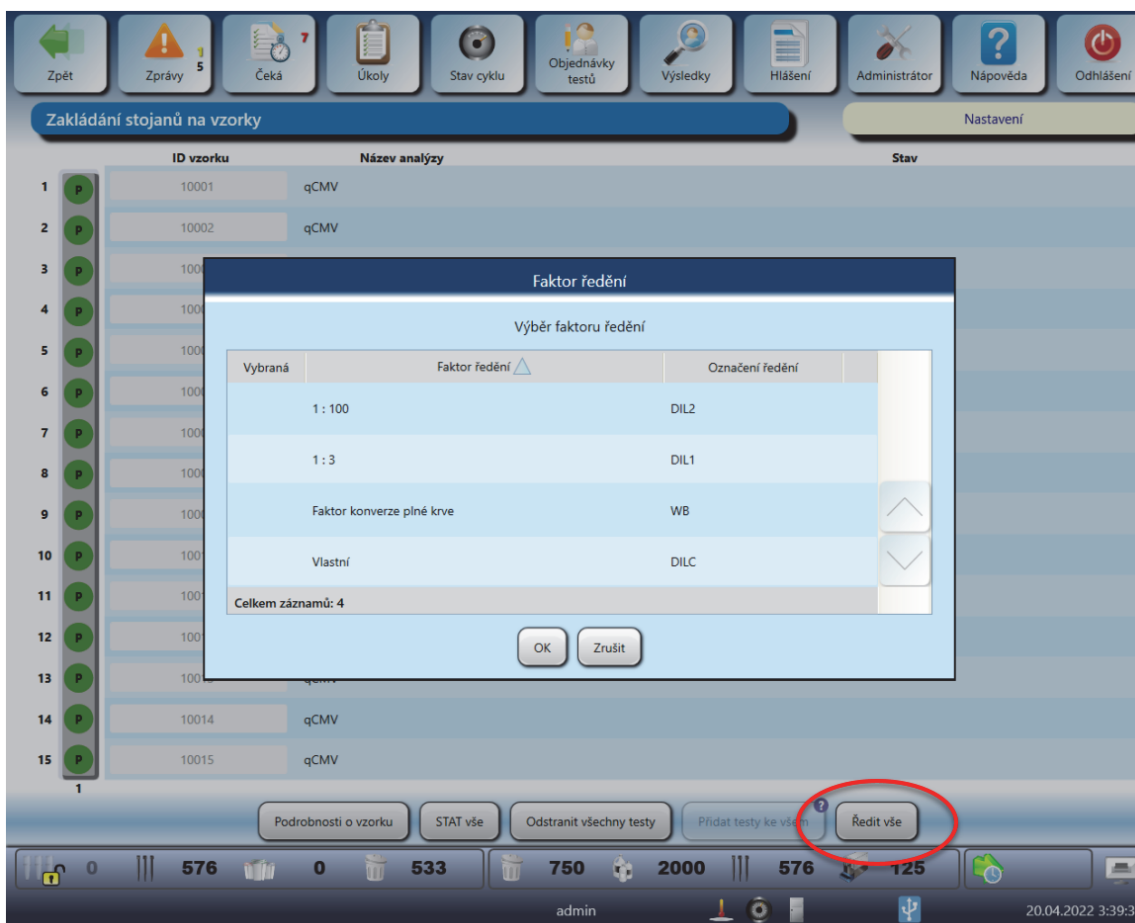 Zpět
Zprávy
1
5
Čeká
7
Úkoly
Stav cyklu
Objednávky
testů
Výsledky
Hlášení
Administrátor
?
Nápověda
Odhlášení
Zakládání stojanů na vzorky
Nastavení
ID vzorku Název analýzy Stav
1 P 10001 qCMV
2 P 10002 qCMV
3 P
4 P
5 P
6 P
7 P
8 P
9 P
10 P
11 P
12 P
13 P
14 P 10014 qCMV
15 P 10015 qCMV
1
Faktor ředění
Výběr faktoru ředění
Vybraná Faktor ředění Označení ředění
1 : 100 DIL2
1 : 3 DIL1
Faktor konverze plné krve WB
Vlastní DILC
Celkem záznamů: 4
OK Zrušit
Podrobnosti o vzorku STAT vše Odstranit všechny testy Přidat testy ke všem ? Ředit vše
0 576 0 533 750 2000 576 125
admin 20.04.2022 3:39:3